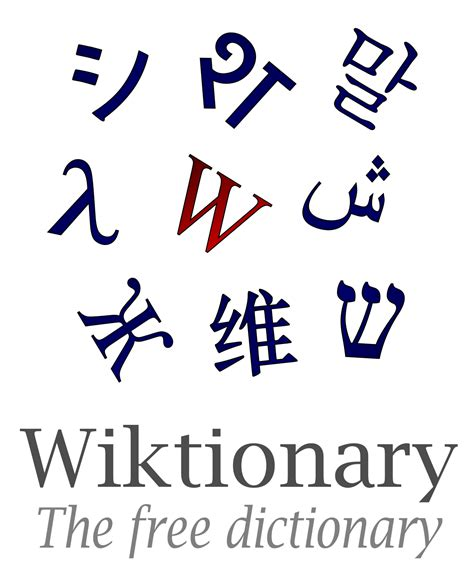 シ श 말
λ W ش
Ж 维 ש
Wiktionary
The free dictionary